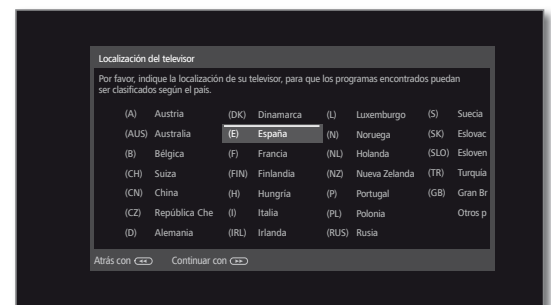 Localización del televisor
Por favor, indique la localización de su televisor, para que los programas encontrados puedan
ser clasificados según el país.
(A) Austria (DK) Dinamarca (L) Luxemburgo (S) Suecia
(AUS) Australia (E) España (N) Noruega (SK) Eslovac
(B) Bélgica (F) Francia (NL) Holanda (SLO) Esloven
(CH) Suiza (FIN) Finlandia (NZ) Nueva Zelanda (TR) Turquía
(CN) China (H) Hungría (P) Portugal (GB) Gran Br
(CZ) República Che (I) Italia (PL) Polonia Otros p
(D) Alemania (IRL) Irlanda (RUS) Rusia
Atrás con Continuar con